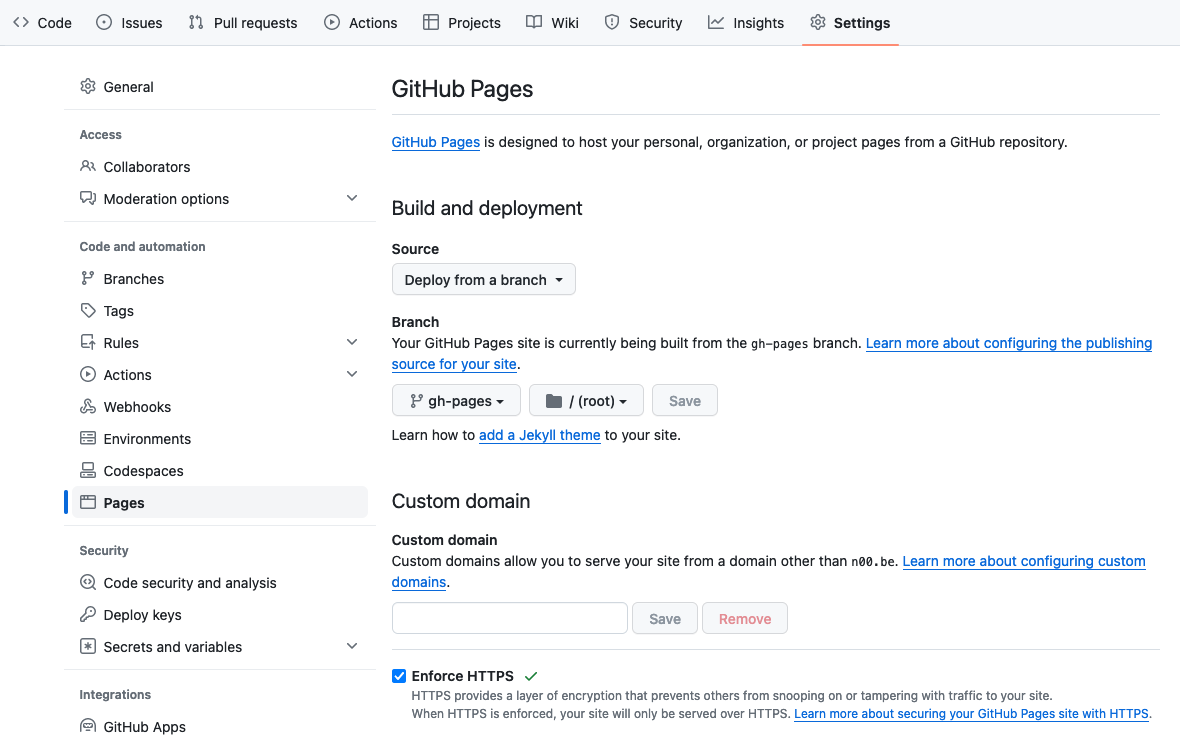 Code Issues Pull requests Actions Projects Wiki Security Insights Settings
General
Access
Collaborators
Moderation options
Code and automation
Branches
Tags
Rules
Actions
Webhooks
Environments
Codespaces
Pages
Security
Code security and analysis
Deploy keys
Secrets and variables
Integrations
GitHub Apps
GitHub Pages
GitHub Pages is designed to host your personal, organization, or project pages from a GitHub repository.
Build and deployment
Source
Deploy from a branch
Branch
Your GitHub Pages site is currently being built from the gh-pages branch. Learn more about configuring the publishing
source for your site.
gh-pages / (root) Save
Learn how to add a Jekyll theme to your site.
Custom domain
Custom domain
Custom domains allow you to serve your site from a domain other than n00.be. Learn more about configuring custom
domains.
Save Remove
Enforce HTTPS
HTTPS provides a layer of encryption that prevents others from snooping on or tampering with traffic to your site.
When HTTPS is enforced, your site will only be served over HTTPS. Learn more about securing your GitHub Pages site with HTTPS.